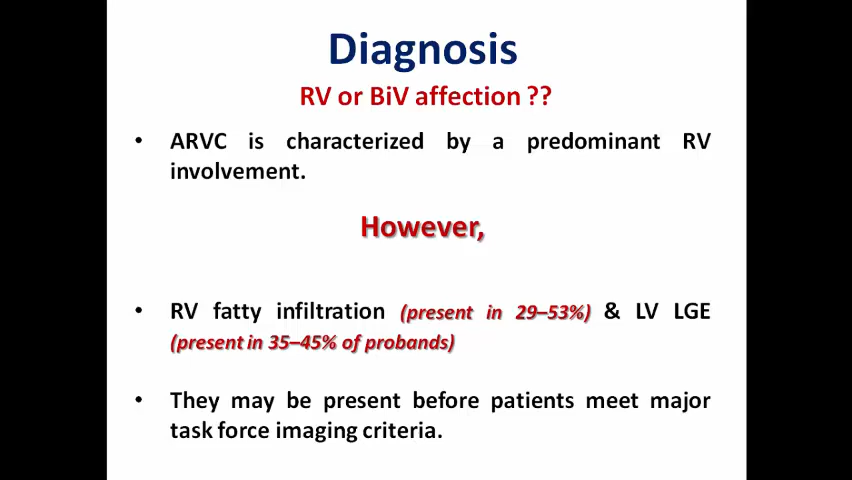 Diagnosis
RV or BiV affection ??
• ARVC is characterized by a predominant RV
involvement.
However,
• RV fatty infiltration (present in 29–53%) & LV LGE
(present in 35–45% of probands)
• They may be present before patients meet major
task force imaging criteria.